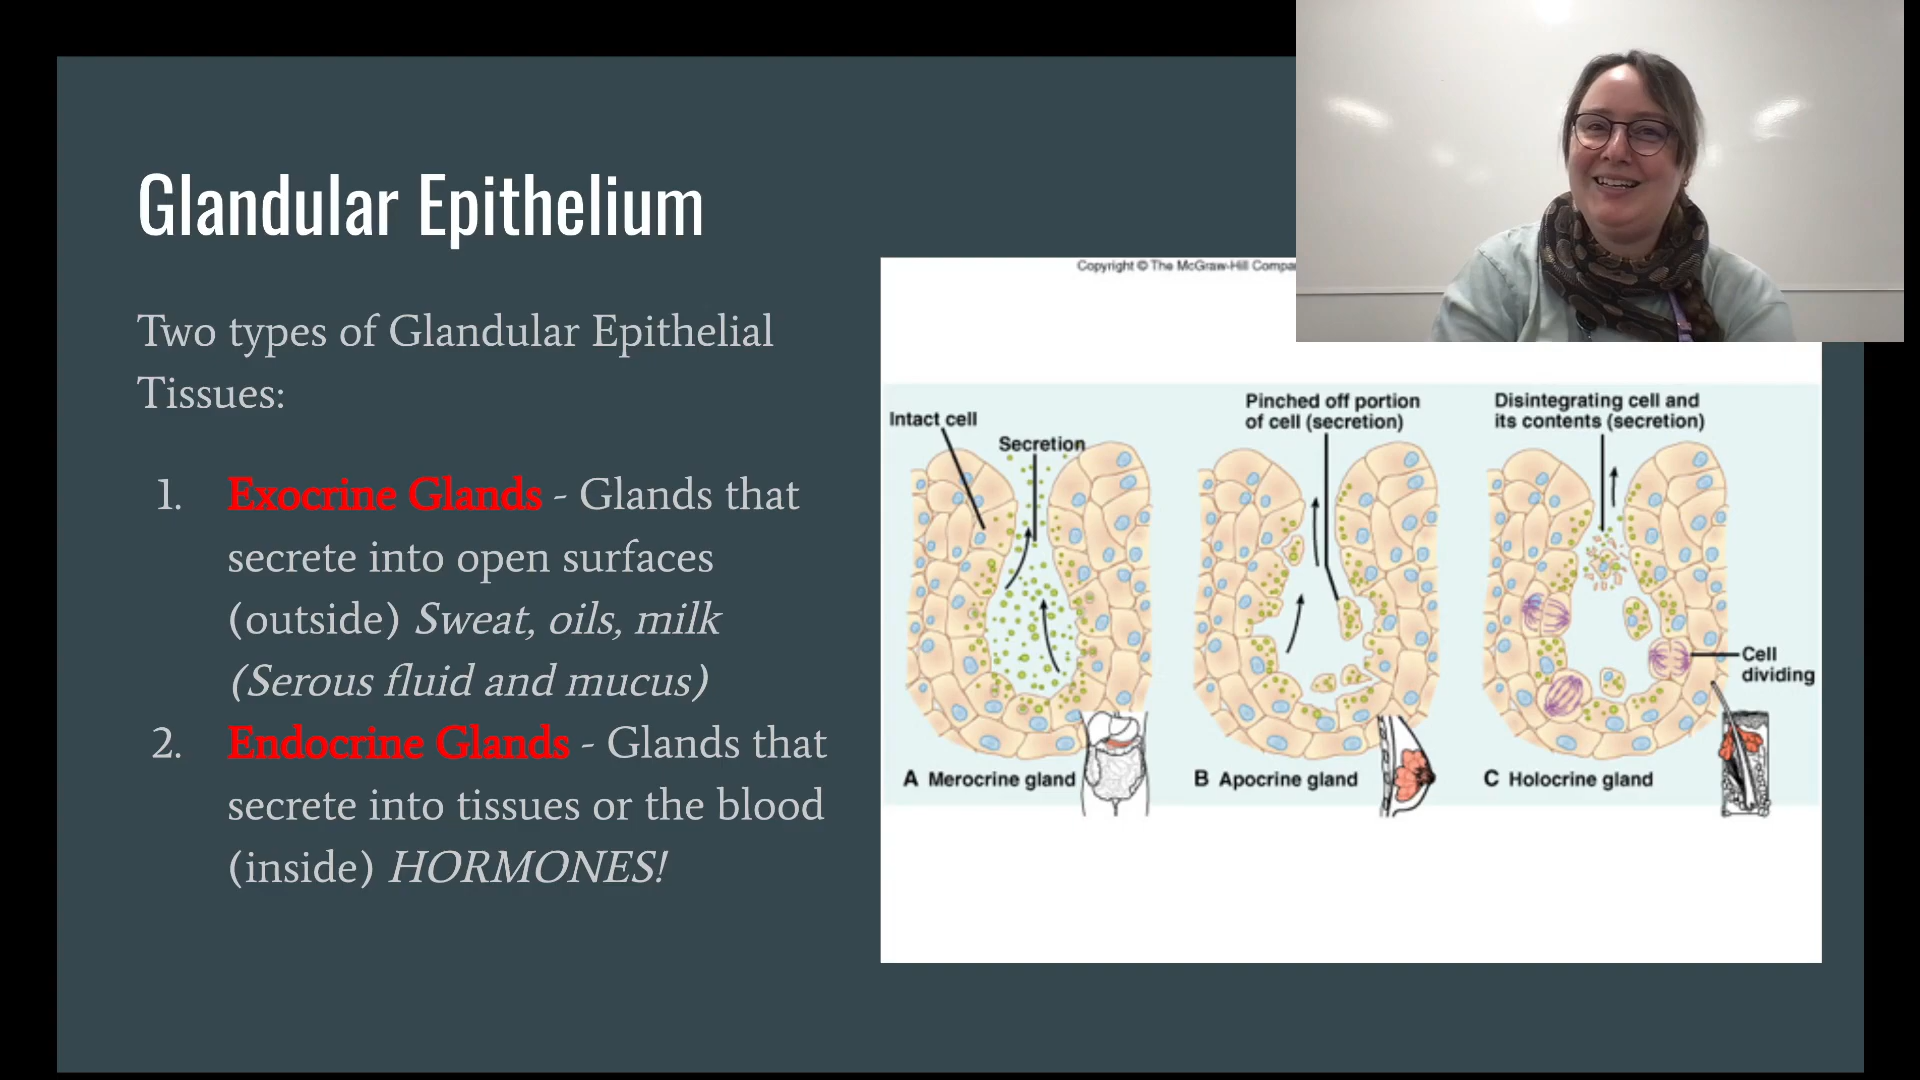 Glandular Epithelium
Two types of Glandular Epithelial
Tissues:
1. Exocrine Glands - Glands that
secrete into open surfaces
(outside) Sweat, oils, milk
(Serous fluid and mucus)
2. Endocrine Glands - Glands that
secrete into tissues or the blood
(inside) HORMONES!
Copyright © The McGraw-Hill
Intact cell
Secretion
Pinched off portion
of cell (secretion)
Disintegrating cell and
its contents (secretion)
Cell
dividing
A Merocrine gland
B Apocrine gland
C Holocrine gland